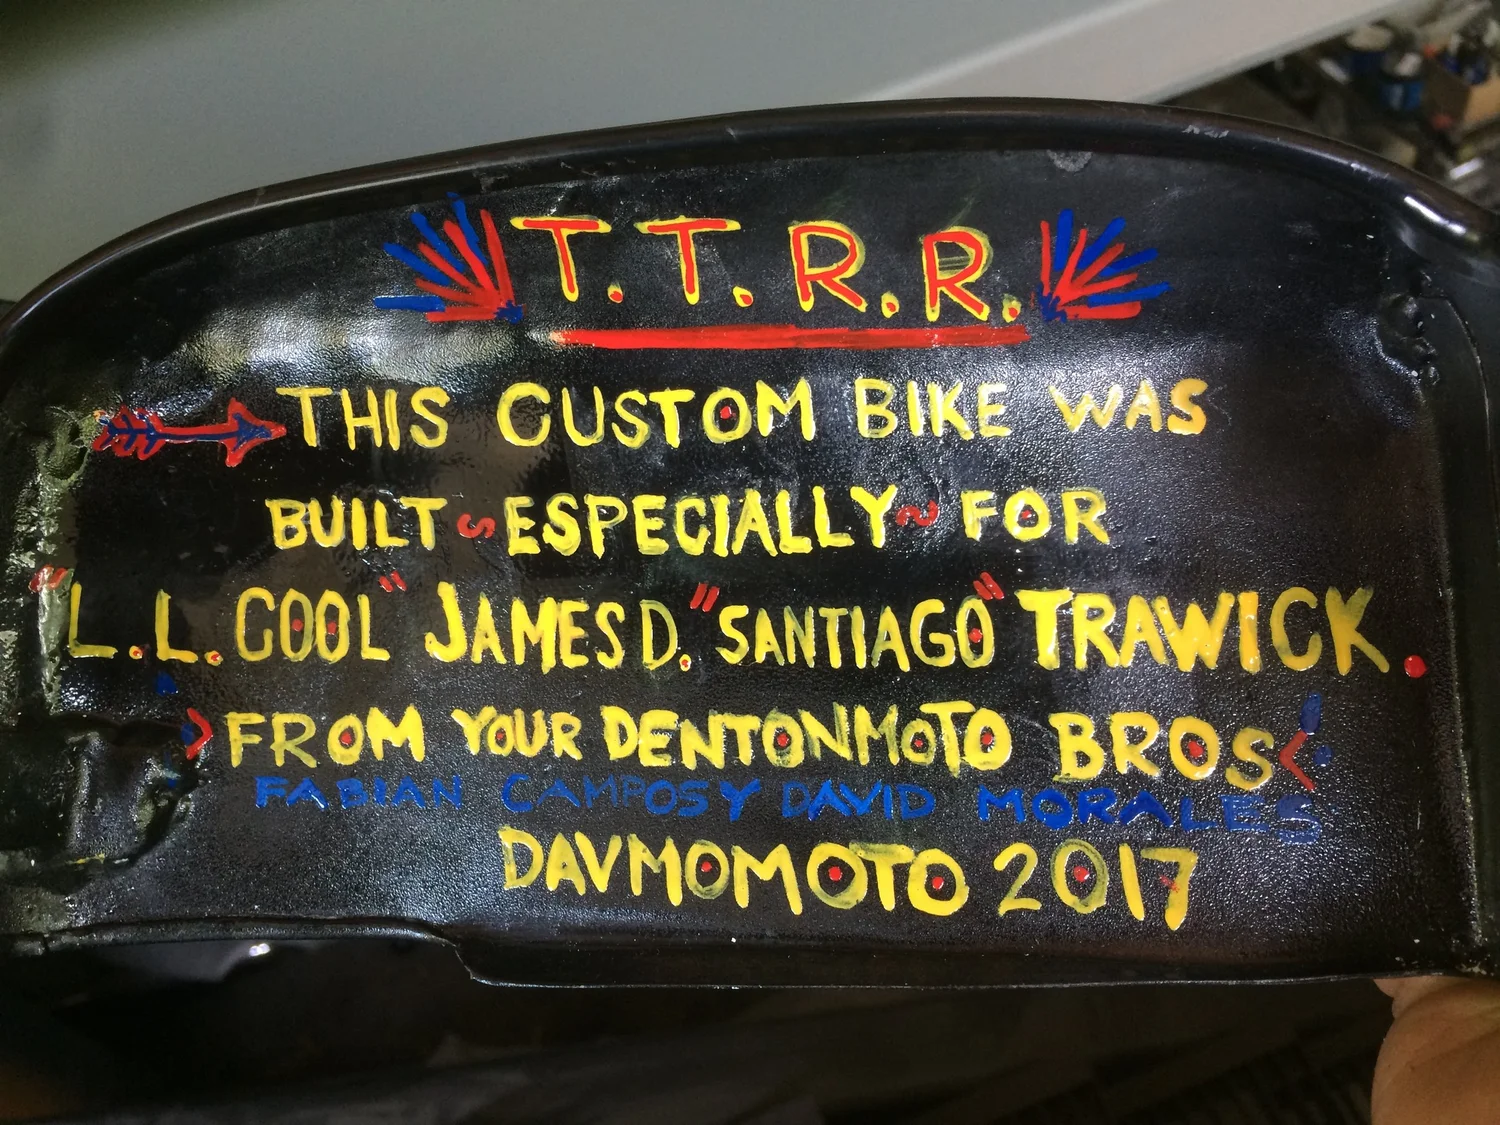 T.T.R.R.
THIS CUSTOM BIKE WAS
BUILT ~ ESPECIALLY ~ FOR
"L.L. COOL" JAMES D. "SANTIAGO" TRAWICK.
FROM YOUR DENTONMOTO BROS
FABIAN CAMPOS Y DAVID MORALES
DAVMOMOTO 2017